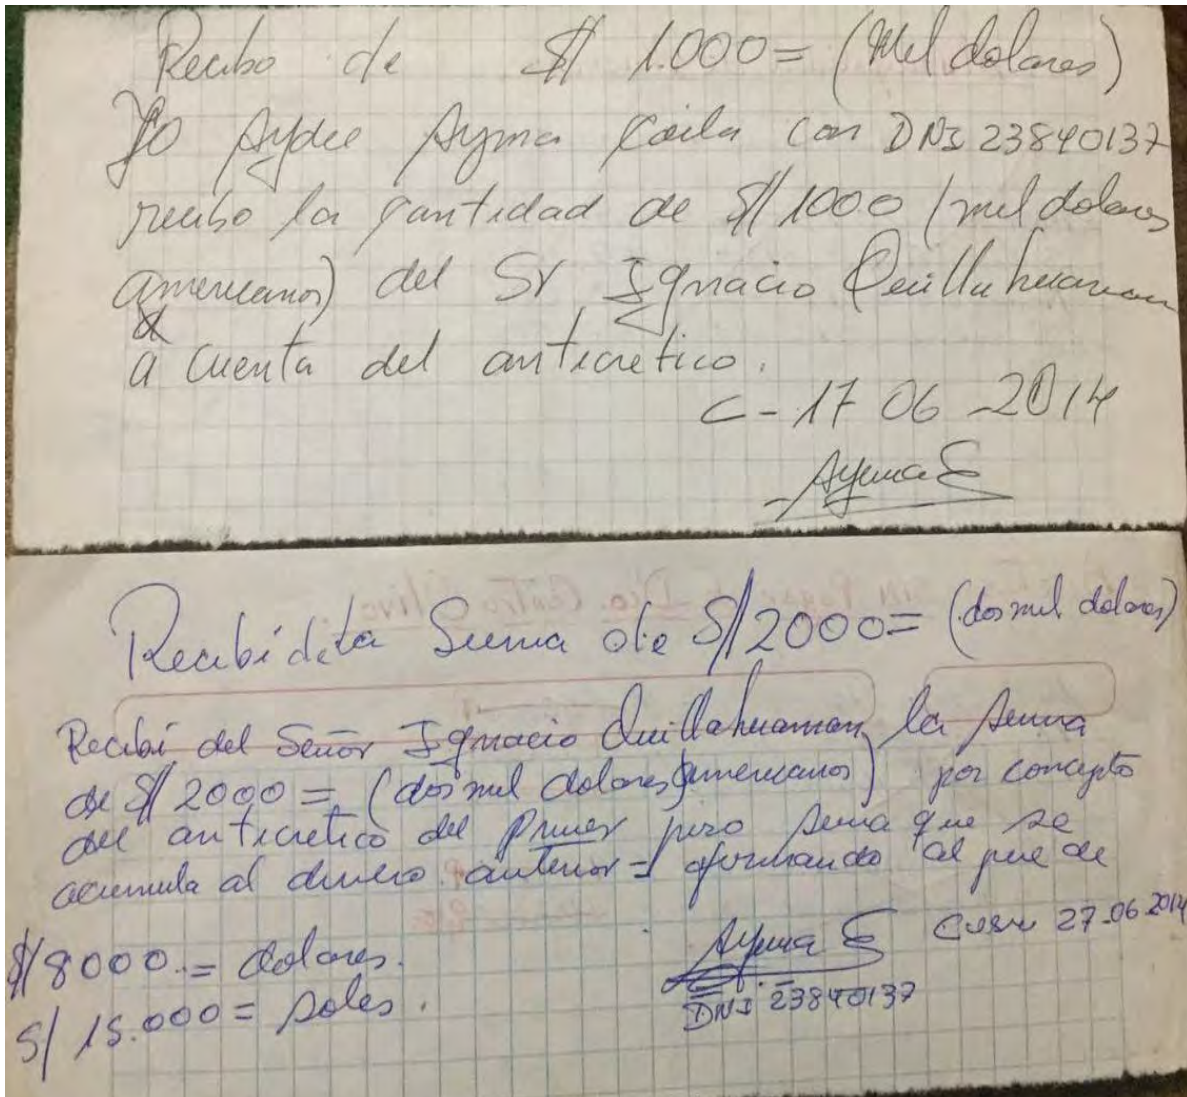 Recibo de $/ 1.000= (Mil dolares)
Yo Aydee Ayma Ccaila con DNI 23840137
recibo la cantidad de $/ 1000 (mil dolares
americanos) del Sr Ignacio Quillahuaman
a cuenta del anticretico.
C- 17 06 -2014
Ayma
Recibi de la Suma de $/ 2000= (dos mil dolares)
Recibi del Señor Ignacio Quillahuaman la suma
de $/ 2000= (dos mil dolares americanos) por concepto
del anticretico del primer piso suma que se
acumula al dinero anterior = formando al pie de
$/ 8000.= dolares.
S/ 15.000= soles.
Ayma
27-06-2014
DNI 23840137